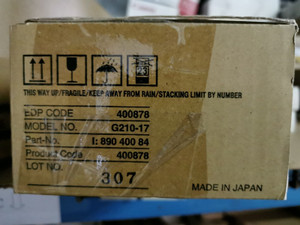 THIS WAY UP/FRAGILE/KEEP AWAY FROM RAIN/STACKING LIMIT BY NUMBER
EDP CODE 400878
MODEL NO. G210-17
Part-No. I: 890 400 84
Product Code 400878
LOT NO. 307
MADE IN JAPAN